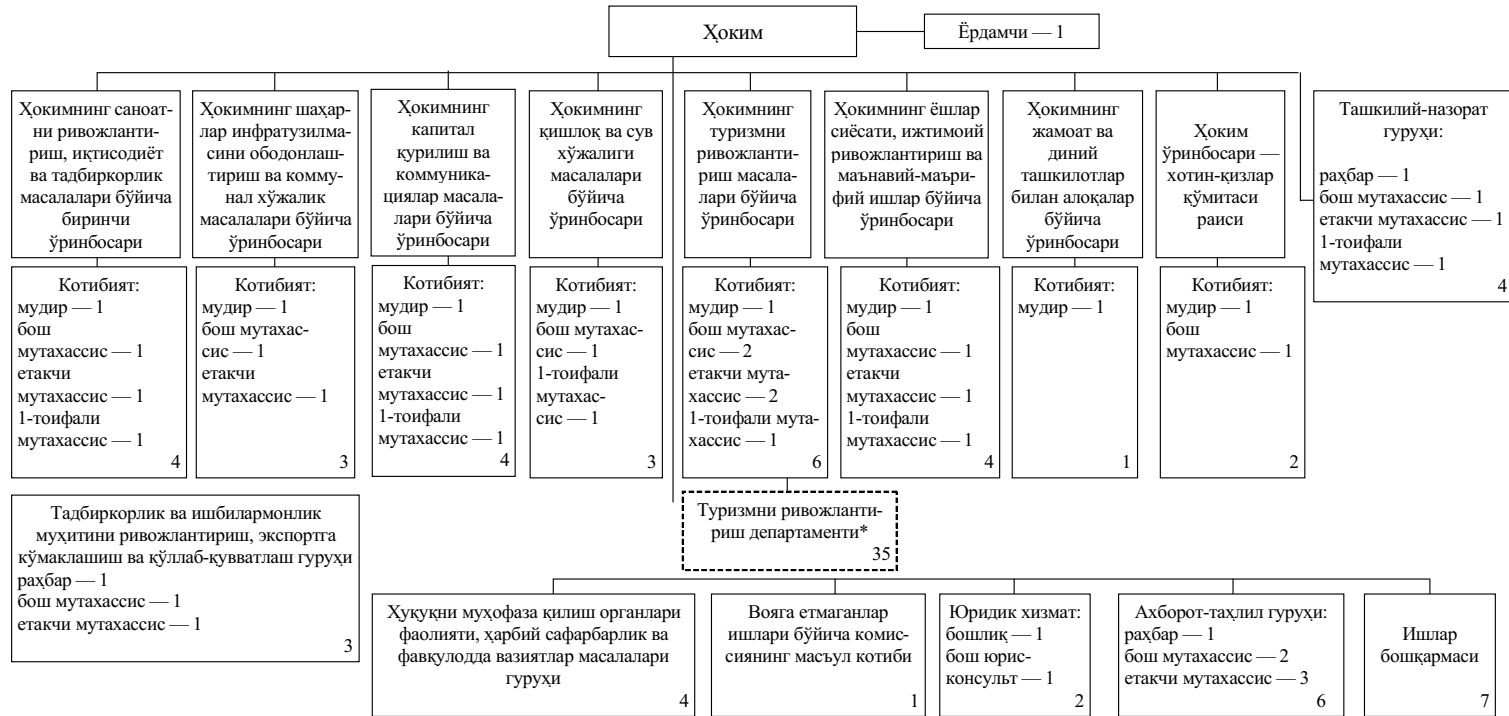 Ҳоким
Ёрдамчи — 1
Ҳокимнинг саноат-
ни ривожланти-
риш, иқтисодиёт
ва тадбиркорлик
масалалари бўйича
биринчи
ўринбосари
Ҳокимнинг шаҳар-
лар инфратузилма-
сини ободонлаш-
тириш ва комму-
нал хўжалик
масалалари бўйича
ўринбосари
Ҳокимнинг
капитал
қурилиш ва
коммуника-
циялар масала-
лари бўйича
ўринбосари
Ҳокимнинг
қишлоқ ва сув
хўжалиги
масалалари
бўйича
ўринбосари
Ҳокимнинг
туризмни
ривожланти-
риш масала-
лари бўйича
ўринбосари
Ҳокимнинг ёшлар
сиёсати, ижтимоий
ривожлантириш ва
маънавий-маъри-
фий ишлар бўйича
ўринбосари
Ҳокимнинг
жамоат ва
диний
ташкилотлар
билан алоқалар
бўйича
ўринбосари
Ҳоким
ўринбосари —
хотин-қизлар
қўмитаси
раиси
Ташкилий-назорат
гуруҳи:
раҳбар — 1
бош мутахассис — 1
етакчи мутахассис — 1
1-тоифали
мутахассис — 1
4
Котибият:
мудир — 1
бош
мутахассис — 1
етакчи
мутахассис — 1
1-тоифали
мутахассис — 1
4
Котибият:
мудир — 1
бош мутахас-
сис — 1
етакчи
мутахассис — 1
3
Котибият:
мудир — 1
бош
мутахассис — 1
етакчи
мутахассис — 1
1-тоифали
мутахассис — 1
4
Котибият:
мудир — 1
бош мутахас-
сис — 1
1-тоифали
мутахас-
сис — 1
3
Котибият:
мудир — 1
бош мутахас-
сис — 2
етакчи мута-
хассис — 2
1-тоифали мута-
хассис — 1
6
Котибият:
мудир — 1
бош
мутахассис — 1
етакчи
мутахассис — 1
1-тоифали
мутахассис — 1
4
Котибият:
мудир — 1
1
Котибият:
мудир — 1
бош
мутахассис — 1
2
Тадбиркорлик ва ишбилармонлик
муҳитини ривожлантириш, экспортга
кўмаклашиш ва қўллаб-қувватлаш гуруҳи
раҳбар — 1
бош мутахассис — 1
етакчи мутахассис — 1
3
Туризмни ривожланти-
риш департаменти*
35
Ҳуқуқни муҳофаза қилиш органлари
фаолияти, ҳарбий сафарбарлик ва
фавқулодда вазиятлар масалалари
гуруҳи
4
Вояга етмаганлар
ишлари бўйича комис-
сиянинг масъул котиби
1
Юридик хизмат:
бошлиқ — 1
бош юрис-
консульт — 1
2
Ахборот-таҳлил гуруҳи:
раҳбар — 1
бош мутахассис — 2
етакчи мутахассис — 3
6
Ишлар
бошқармаси
7